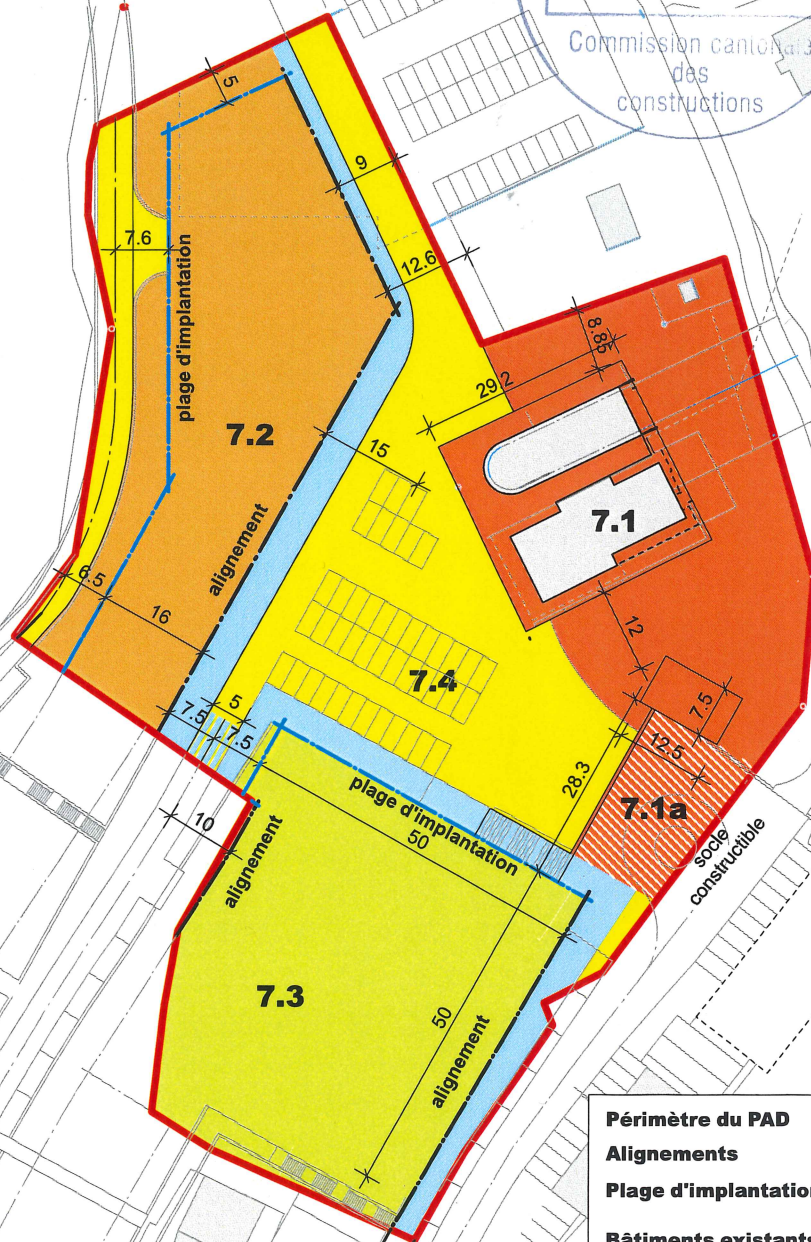 Commission cantonale
des
constructions
5
9
7.6
12.6
plage d'implantation
8.85
29.2
7.2
15
7.1
alignement
6.5
16
12
7.4
5
7.5
7.5
7.5
12.5
28.3
7.1a
plage d'implantation
10
50
socle
constructible
alignement
7.3
50
alignement
Périmètre du PAD
Alignements
Plage d'implantation
Bâtiments existants